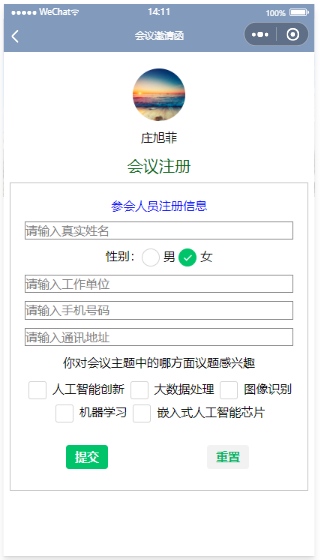 ●●●●● WeChat 14:11 100%
会议邀请函
庄旭菲
会议注册
参会人员注册信息
请输入真实姓名
性别： 男 女
请输入工作单位
请输入手机号码
请输入通讯地址
你对会议主题中的哪方面议题感兴趣
人工智能创新 大数据处理 图像识别
机器学习 嵌入式人工智能芯片
提交 重置